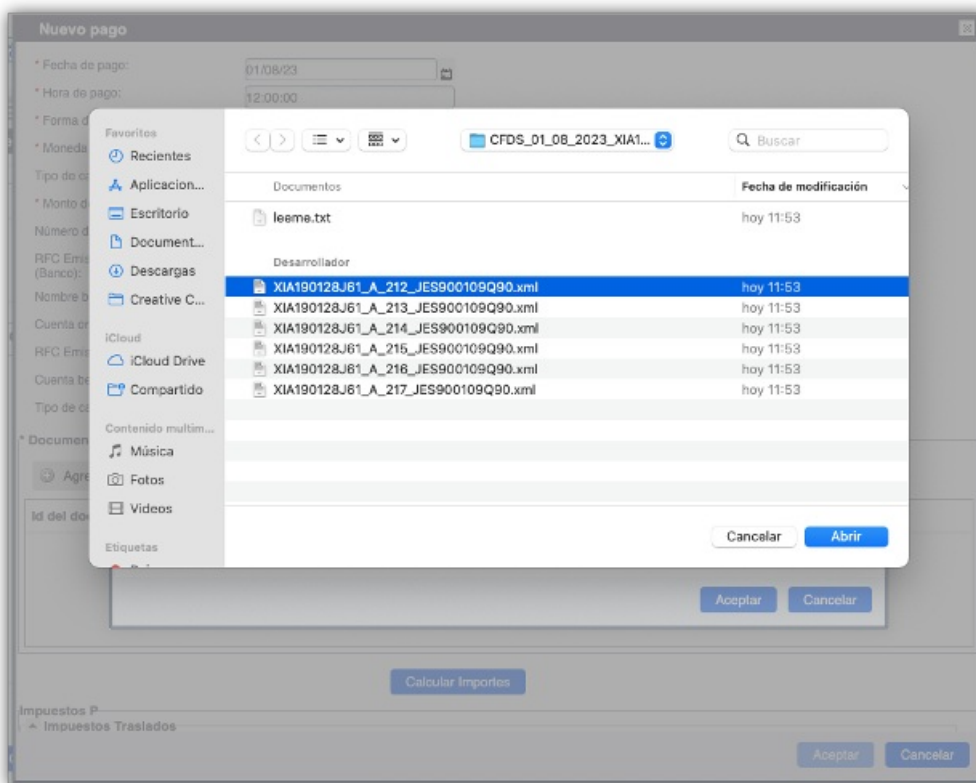 Nuevo pago
* Fecha de pago:
01/08/23
* Hora de pago:
12:00:00
* Forma d
* Moneda
Tipo de ca
* Monto d
Número d
RFC Emis
(Banco):
Nombre b
Cuenta or
RFC Emis
Cuenta be
Tipo de ca
Favoritos
Recientes
Aplicacion...
Escritorio
Document...
Descargas
Creative C...
iCloud
iCloud Drive
Compartido
Contenido multim...
Música
Fotos
Videos
Etiquetas
CFDS_01_08_2023_XIA1...
Buscar
Documentos
Fecha de modificación
leeme.txt
hoy 11:53
Desarrollador
XIA190128J61_A_212_JES900109Q90.xml
hoy 11:53
XIA190128J61_A_213_JES900109Q90.xml
hoy 11:53
XIA190128J61_A_214_JES900109Q90.xml
hoy 11:53
XIA190128J61_A_215_JES900109Q90.xml
hoy 11:53
XIA190128J61_A_216_JES900109Q90.xml
hoy 11:53
XIA190128J61_A_217_JES900109Q90.xml
hoy 11:53
Cancelar
Abrir
* Documen
Agre
Id del do
Aceptar
Cancelar
Calcular Importes
Impuestos P
Impuestos Traslados
Aceptar
Cancelar